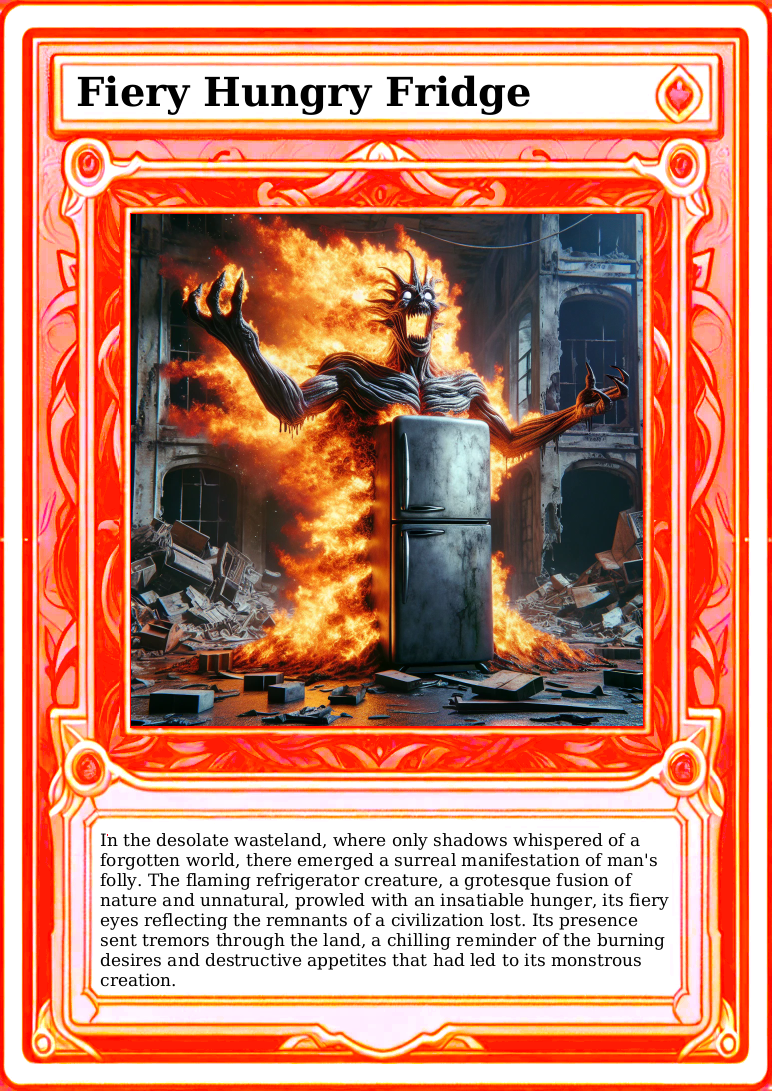 Fiery Hungry Fridge
In the desolate wasteland, where only shadows whispered of a
forgotten world, there emerged a surreal manifestation of man's
folly. The flaming refrigerator creature, a grotesque fusion of
nature and unnatural, prowled with an insatiable hunger, its fiery
eyes reflecting the remnants of a civilization lost. Its presence
sent tremors through the land, a chilling reminder of the burning
desires and destructive appetites that had led to its monstrous
creation.